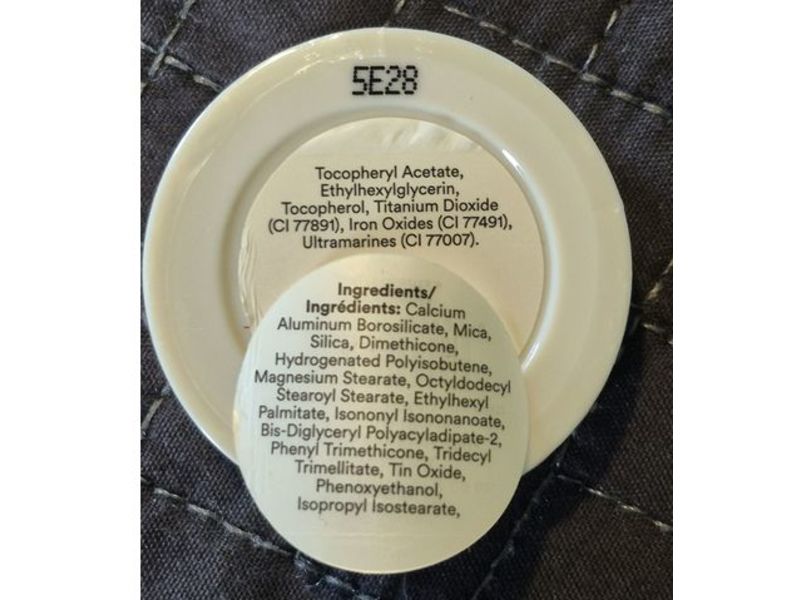 5E28
Tocopheryl Acetate,
Ethylhexylglycerin,
Tocopherol, Titanium Dioxide
(CI 77891), Iron Oxides (CI 77491),
Ultramarines (CI 77007).
Ingredients/
Ingrédients: Calcium
Aluminum Borosilicate, Mica,
Silica, Dimethicone,
Hydrogenated Polyisobutene,
Magnesium Stearate, Octyldodecyl
Stearoyl Stearate, Ethylhexyl
Palmitate, Isononyl Isononanoate,
Bis-Diglyceryl Polyacyladipate-2,
Phenyl Trimethicone, Tridecyl
Trimellitate, Tin Oxide,
Phenoxyethanol,
Isopropyl Isostearate,